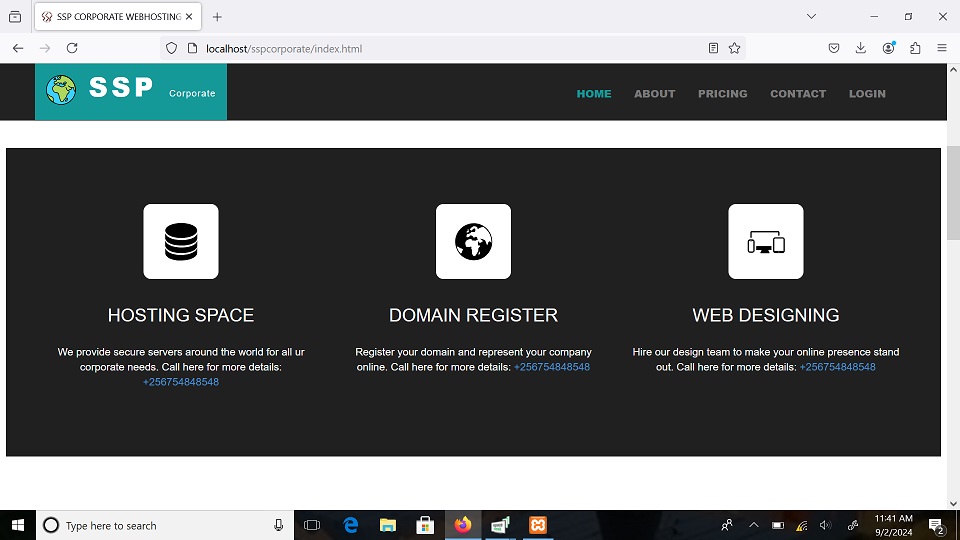 SSP CORPORATE WEBHOSTING
localhost/sspcorporate/index.html
SSP Corporate
HOME ABOUT PRICING CONTACT LOGIN
HOSTING SPACE
We provide secure servers around the world for all ur
corporate needs. Call here for more details:
+256754848548
DOMAIN REGISTER
Register your domain and represent your company
online. Call here for more details: +256754848548
WEB DESIGNING
Hire our design team to make your online presence stand
out. Call here for more details: +256754848548
Type here to search
11:41 AM
9/2/2024
2